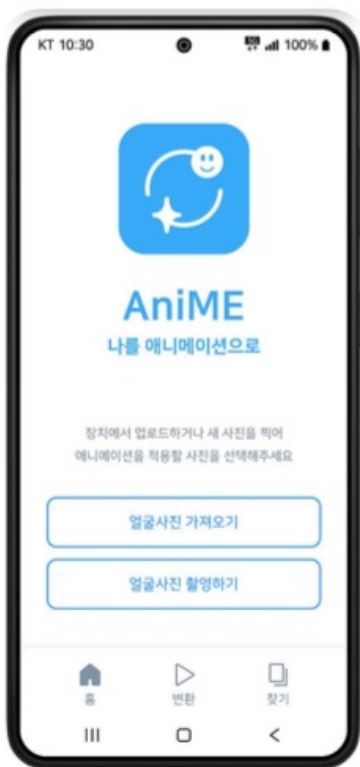 KT 10:30
5G 100%
AniME
나를 애니메이션으로
장치에서 업로드하거나 새 사진을 찍어
애니메이션을 적용할 사진을 선택해주세요
얼굴사진 가져오기
얼굴사진 촬영하기
홈 변환 찾기